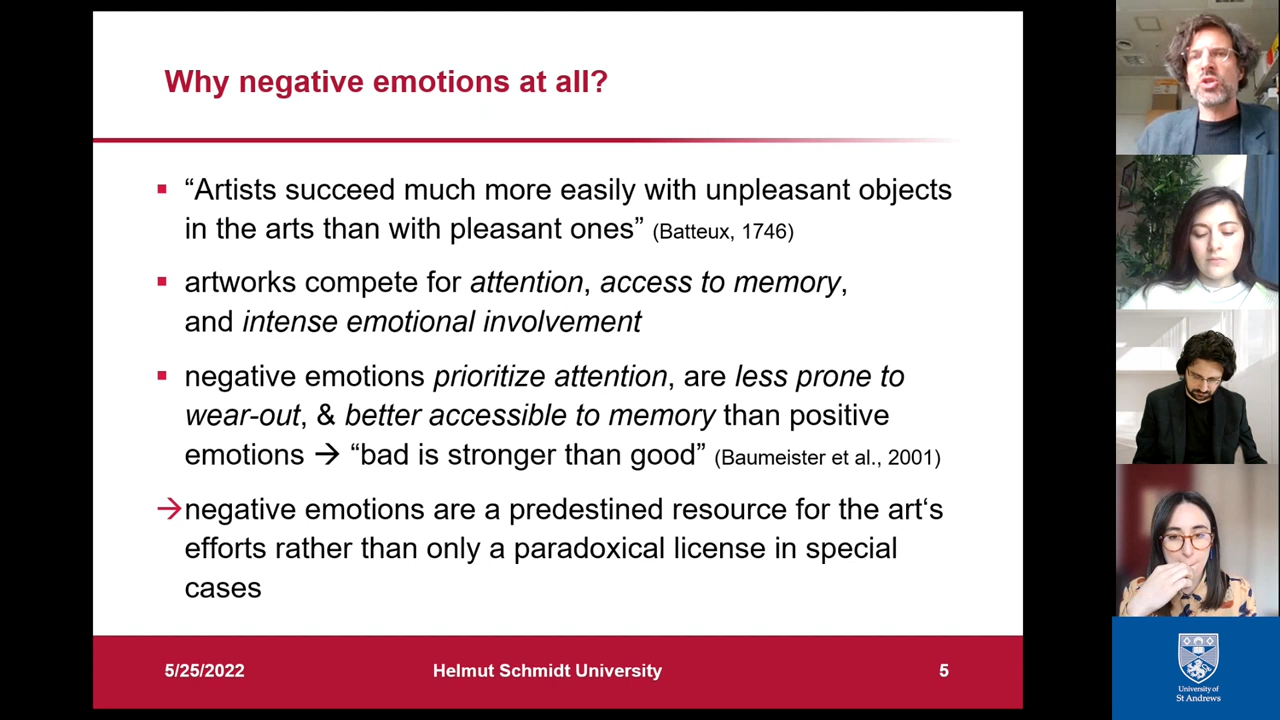 Why negative emotions at all?
“Artists succeed much more easily with unpleasant objects
in the arts than with pleasant ones” (Batteux, 1746)
artworks compete for attention, access to memory,
and intense emotional involvement
negative emotions prioritize attention, are less prone to
wear-out, & better accessible to memory than positive
emotions → “bad is stronger than good” (Baumeister et al., 2001)
→negative emotions are a predestined resource for the art‘s
efforts rather than only a paradoxical license in special
cases
5/25/2022 Helmut Schmidt University 5
University of
St Andrews